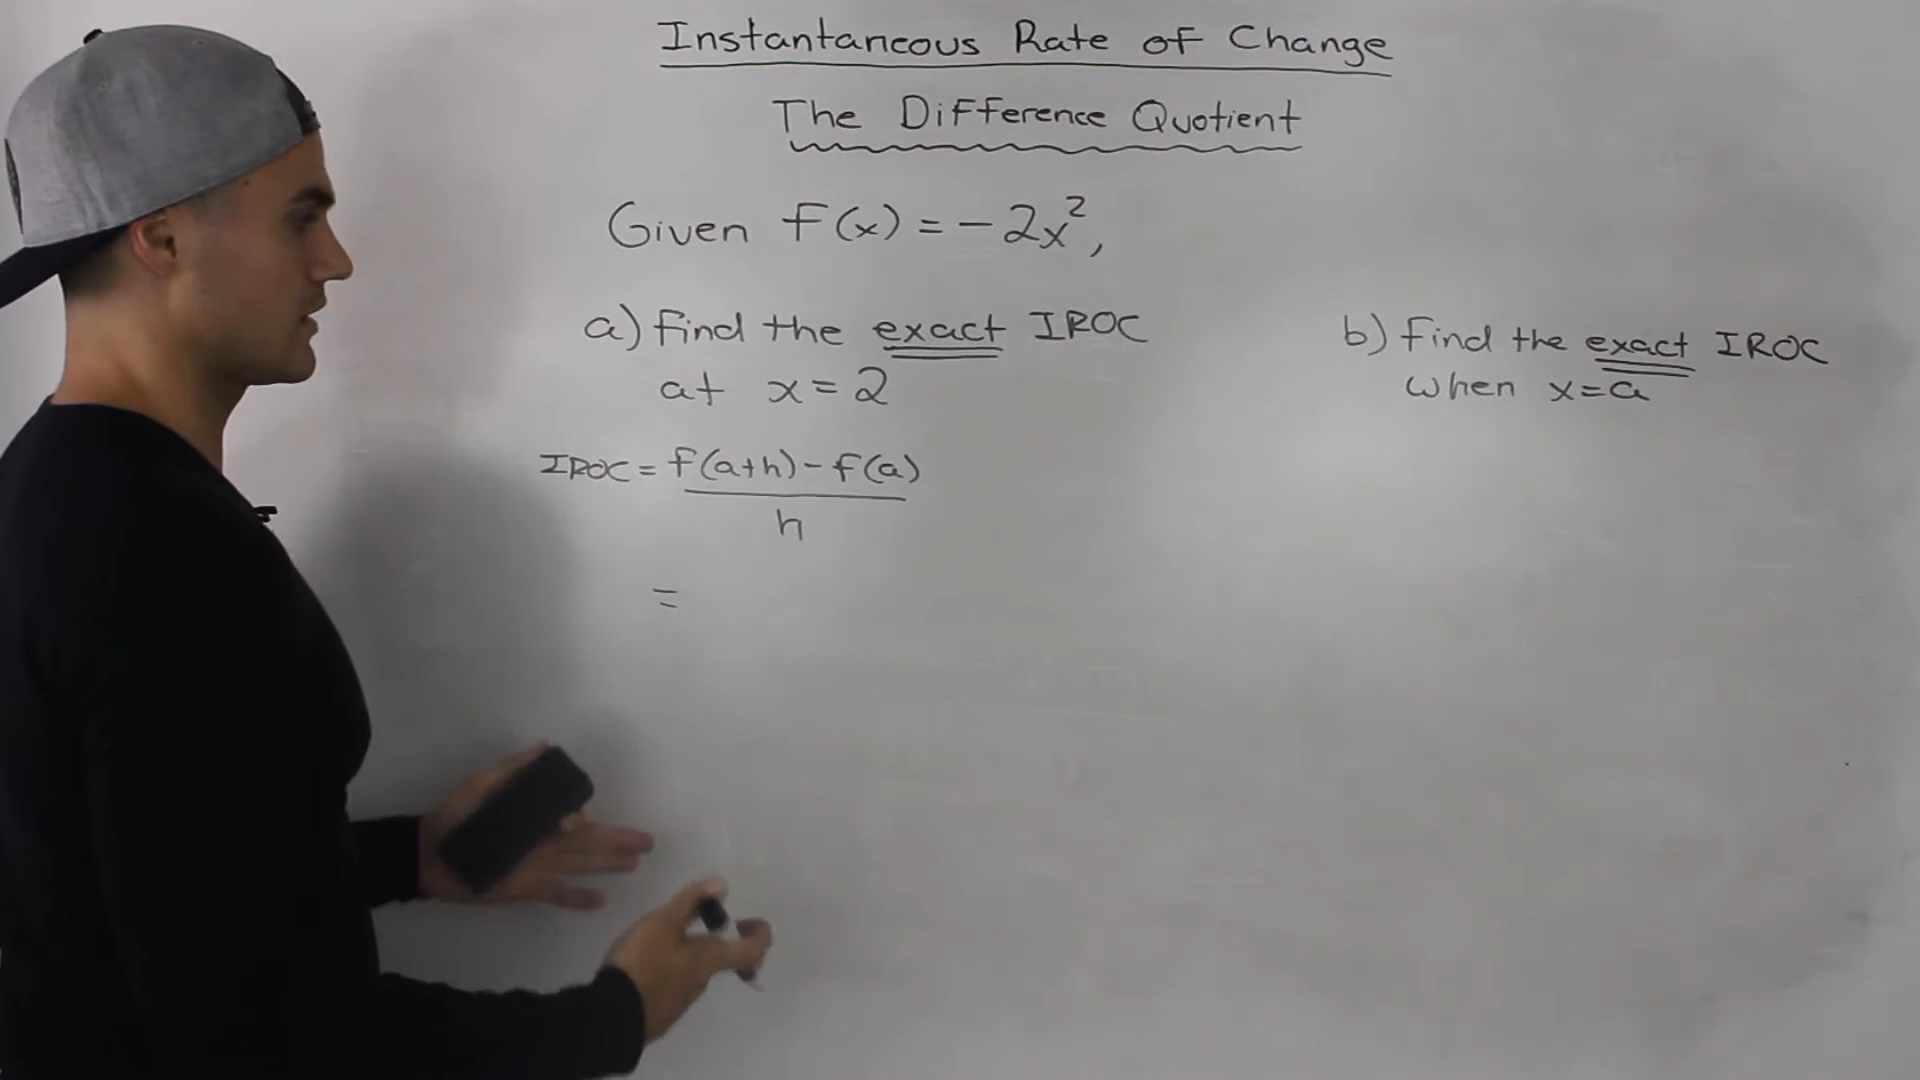 Instantaneous Rate of Change
The Difference Quotient
Given f(x) = -2x²,
a) Find the exact IROC
at x = 2
IROC = f(a+h) - f(a)
h
=
b) Find the exact IROC
when x = a